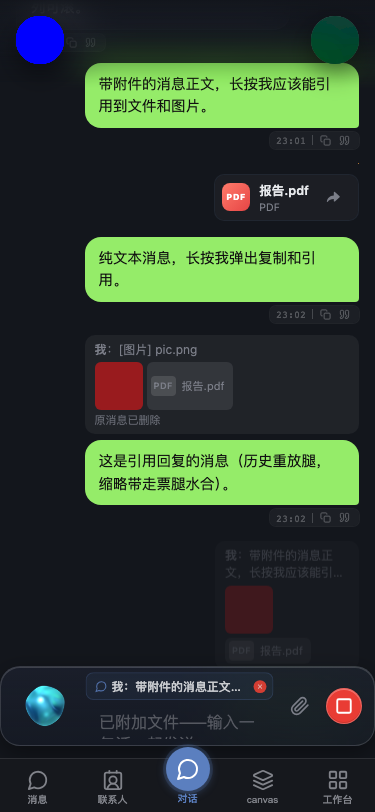 带附件的消息正文，长按我应该能引
用到文件和图片。
23:01
PDF
报告.pdf
PDF
纯文本消息，长按我弹出复制和引
用。
23:02
我：[图片] pic.png
PDF 报告.pdf
原消息已删除
这是引用回复的消息（历史重放腿，
缩略带走票腿水合）。
23:02
我：带附件的消息正
文，长按我应该能引...
PDF 报告.pdf
我：带附件的消息正文...
已附加文件——输入一
消息
联系人
对话
canvas
工作台